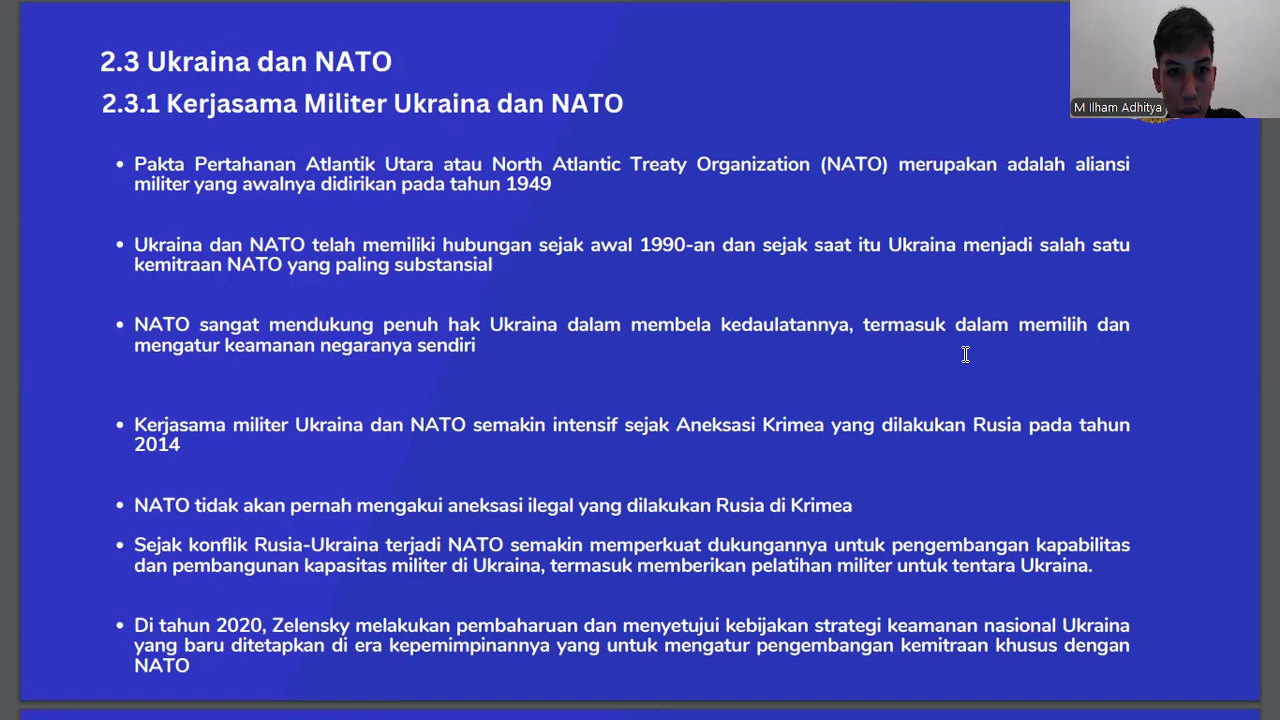 2.3 Ukraina dan NATO
2.3.1 Kerjasama Militer Ukraina dan NATO
M Ilham Adhitya
• Pakta Pertahanan Atlantik Utara atau North Atlantic Treaty Organization (NATO) merupakan adalah aliansi
militer yang awalnya didirikan pada tahun 1949
• Ukraina dan NATO telah memiliki hubungan sejak awal 1990-an dan sejak saat itu Ukraina menjadi salah satu
kemitraan NATO yang paling substansial
• NATO sangat mendukung penuh hak Ukraina dalam membela kedaulatannya, termasuk dalam memilih dan
mengatur keamanan negaranya sendiri
• Kerjasama militer Ukraina dan NATO semakin intensif sejak Aneksasi Krimea yang dilakukan Rusia pada tahun
2014
• NATO tidak akan pernah mengakui aneksasi ilegal yang dilakukan Rusia di Krimea
• Sejak konflik Rusia-Ukraina terjadi NATO semakin memperkuat dukungannya untuk pengembangan kapabilitas
dan pembangunan kapasitas militer di Ukraina, termasuk memberikan pelatihan militer untuk tentara Ukraina.
• Di tahun 2020, Zelensky melakukan pembaharuan dan menyetujui kebijakan strategi keamanan nasional Ukraina
yang baru ditetapkan di era kepemimpinannya yang untuk mengatur pengembangan kemitraan khusus dengan
NATO